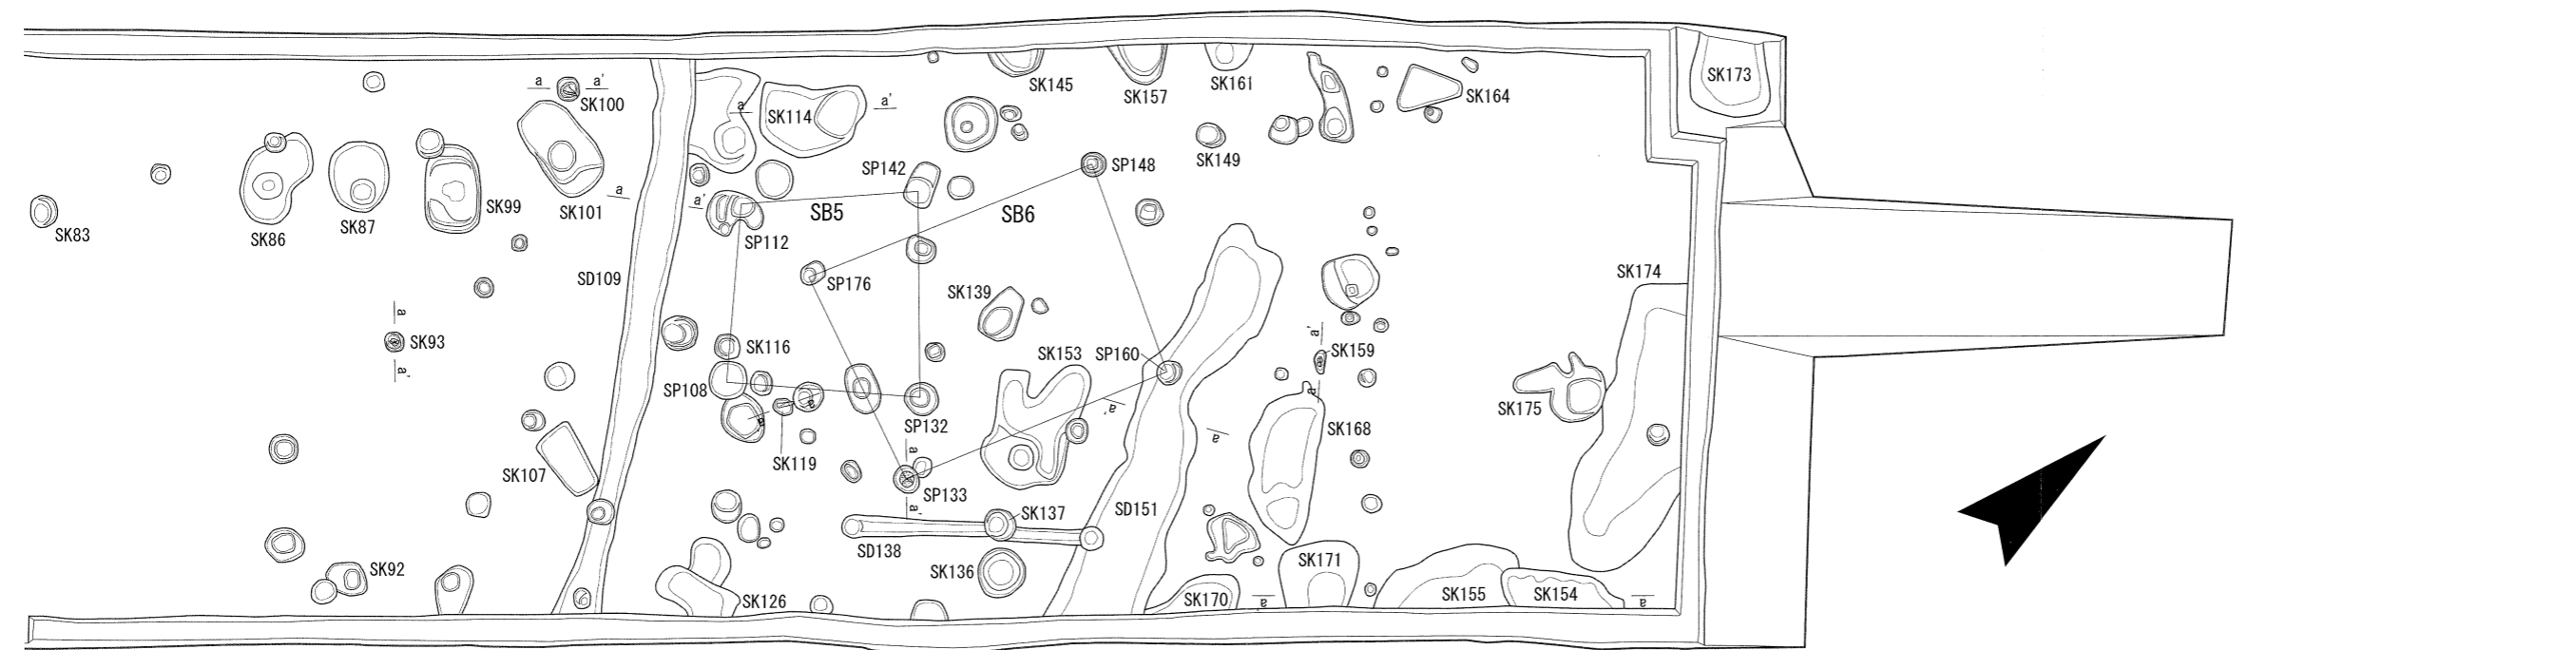 SK173
SK145
SK157
SK161
SK164
a
a'
SK100
a
SK114
a'
SK149
SP142
SP148
SK99
SK101
a
a'
SB5
SB6
SK83
SK86
SK87
SP112
SD109
SP176
SK139
SK174
a
SK93
a'
SK116
SK153
SP160
a'
SK159
a
SP108
a
a
SP132
a'
a
SK168
SK175
SK107
SK119
a
SP133
a'
SK137
SD151
SD138
SK136
SK92
SK126
SK170
a
SK171
SK155
SK154
a